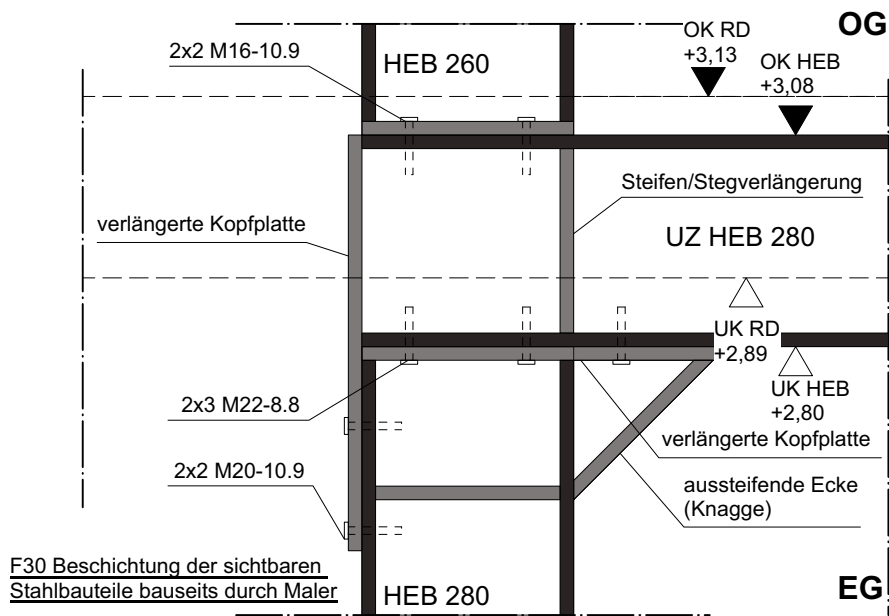 OG
OK RD
+3,13
2x2 M16-10.9
HEB 260
OK HEB
+3,08
Steifen/Stegverlängerung
verlängerte Kopfplatte
UZ HEB 280
UK RD
+2,89
UK HEB
+2,80
2x3 M22-8.8
verlängerte Kopfplatte
2x2 M20-10.9
aussteifende Ecke
(Knagge)
F30 Beschichtung der sichtbaren
Stahlbauteile bauseits durch Maler
HEB 280
EG